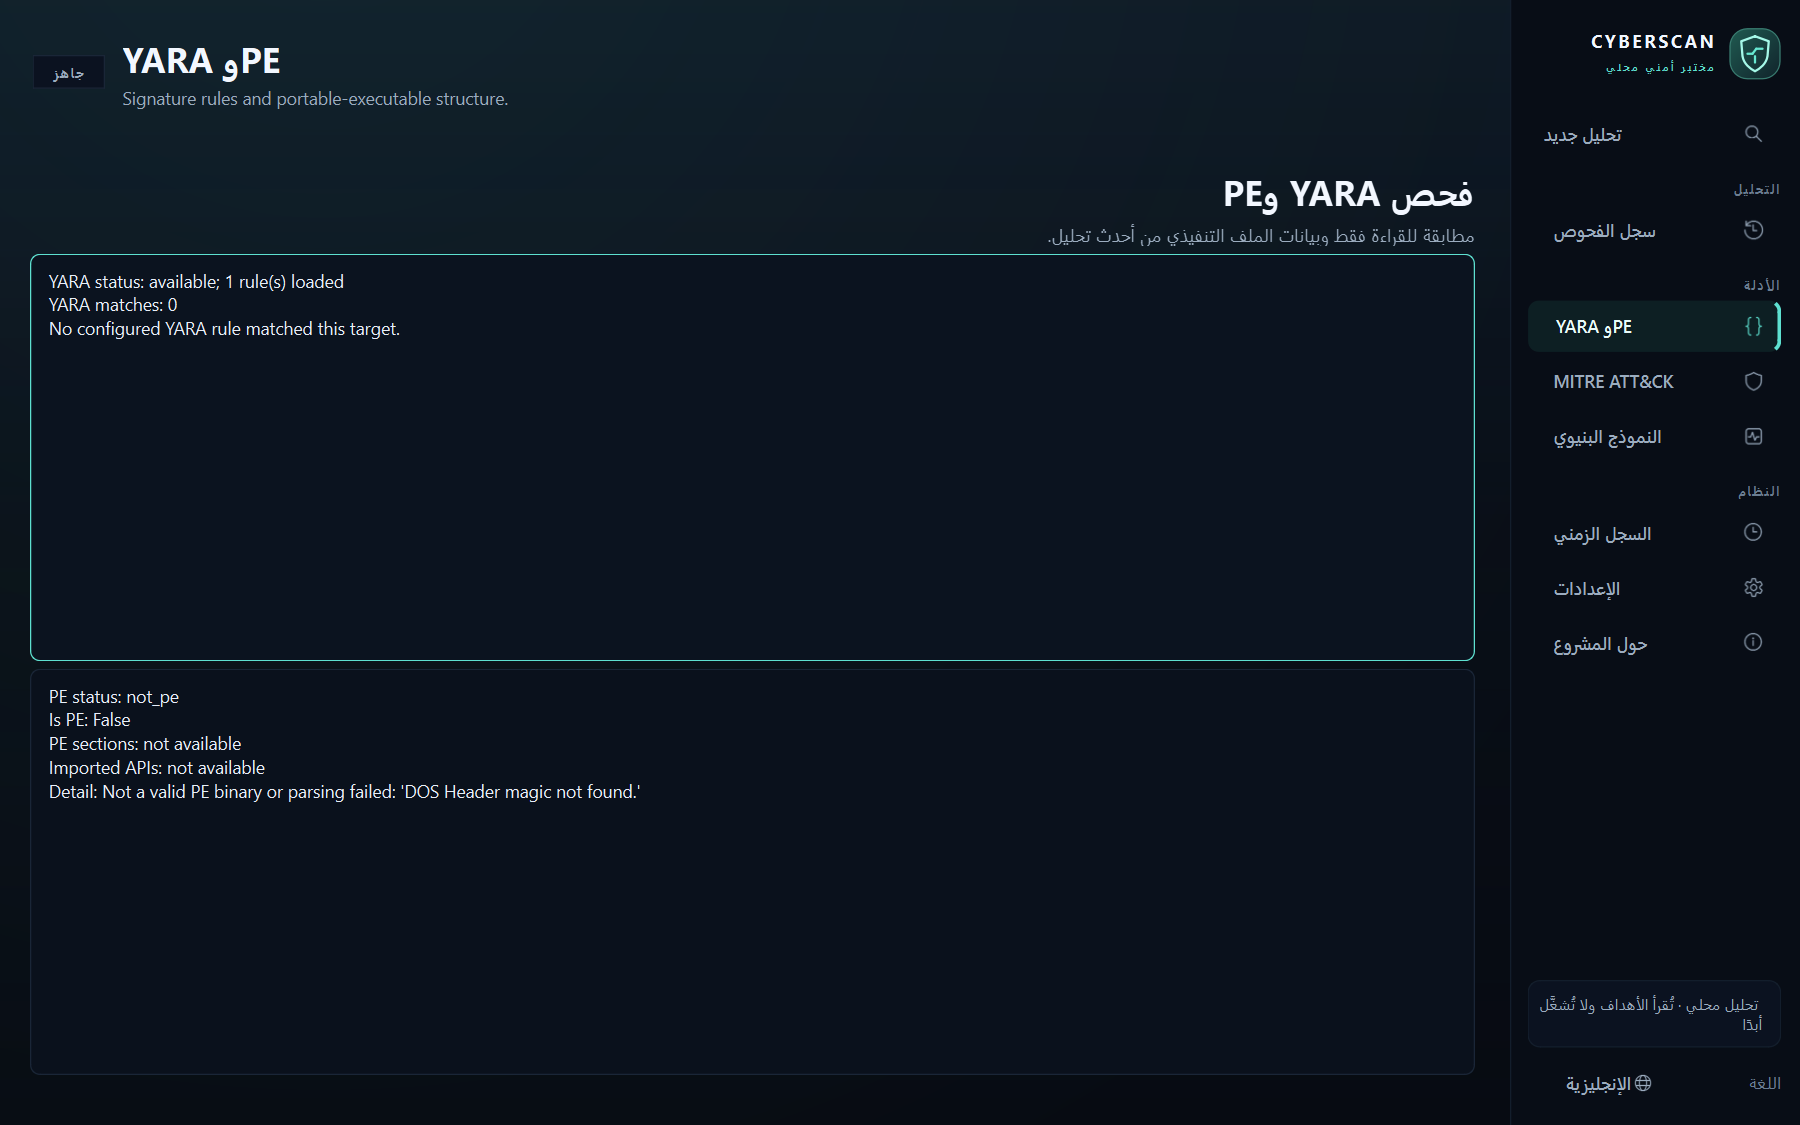 CYBERSCAN
مختبر أمني محلي
تحليل جديد
التحليل
سجل الفحوص
الأدلة
YARA وPE
MITRE ATT&CK
النموذج البنيوي
النظام
السجل الزمني
الإعدادات
حول المشروع
تحليل محلي · تُقرأ الأهداف ولا تُشغَّل
أبدًا
اللغة
الإنجليزية
YARA وPE
Signature rules and portable-executable structure.
جاهز
فحص YARA وPE
مطابقة للقراءة فقط وبيانات الملف التنفيذي من أحدث تحليل.
YARA status: available; 1 rule(s) loaded
YARA matches: 0
No configured YARA rule matched this target.
PE status: not_pe
Is PE: False
PE sections: not available
Imported APIs: not available
Detail: Not a valid PE binary or parsing failed: 'DOS Header magic not found.'